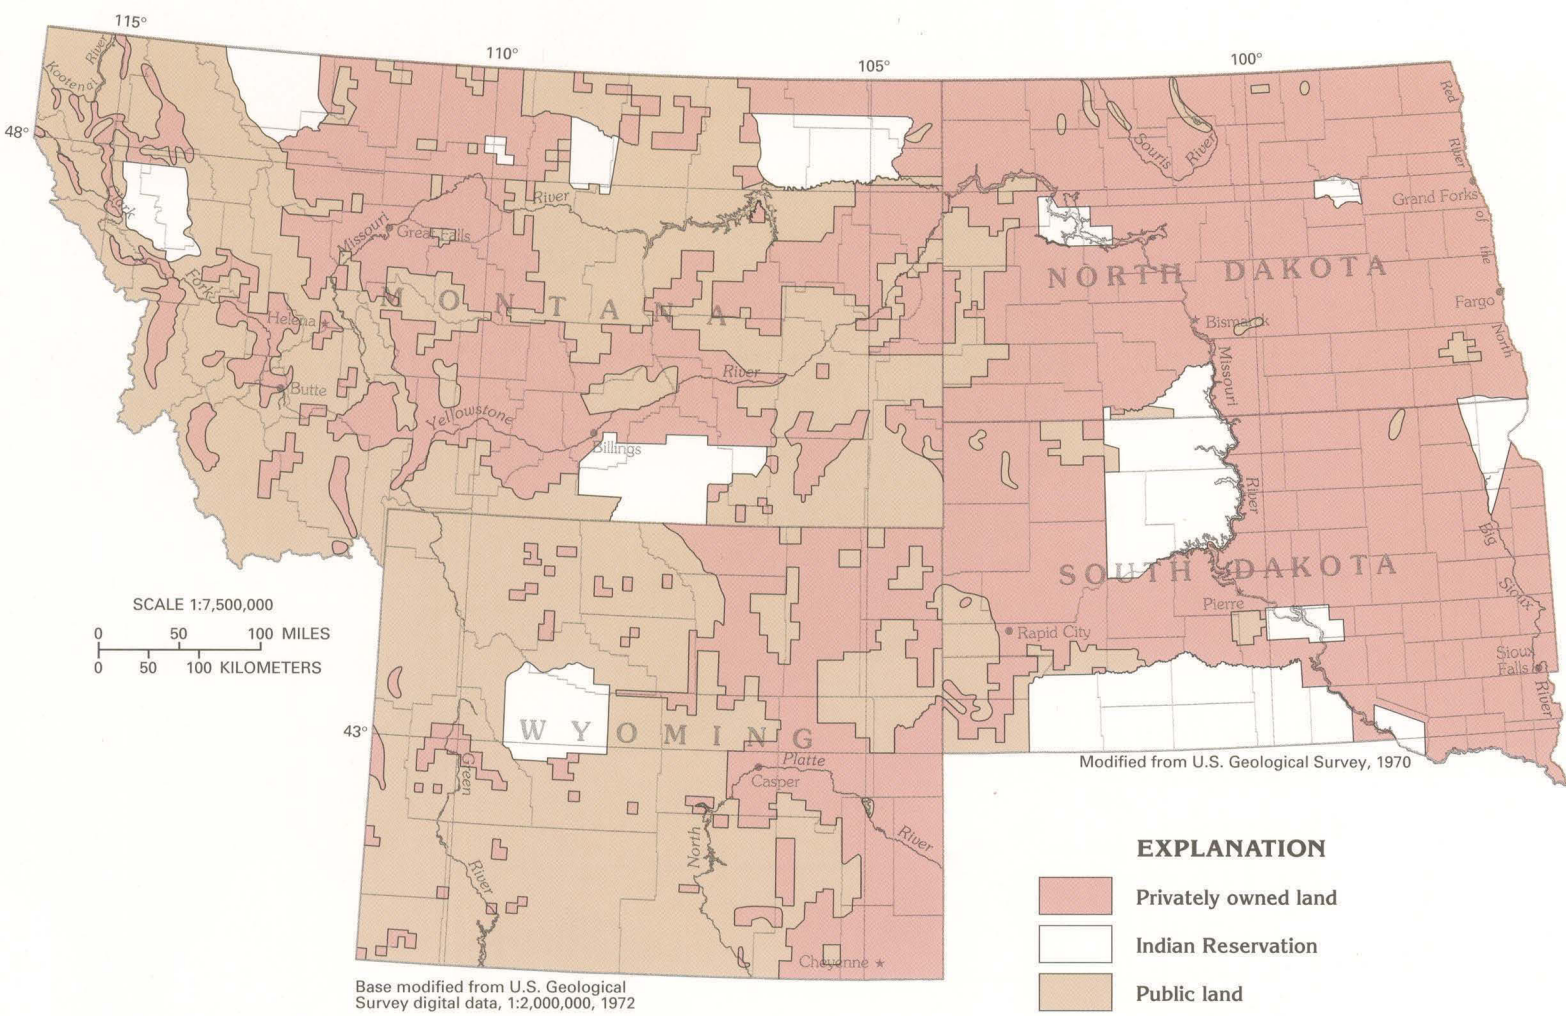 115°
110°
105°
100°
48°
43°
Kootenai
River
Clark
Fork
Missouri
River
Great Falls
MONTANA
Helena
Butte
Yellowstone
River
Billings
Souris
River
Red
River
of
the
North
Grand Forks
NORTH DAKOTA
Fargo
Bismarck
Missouri
River
SOUTH DAKOTA
Pierre
Rapid City
Big
Sioux
River
Sioux
Falls
WYOMING
Green
River
Platte
Casper
North
River
Cheyenne
SCALE 1:7,500,000
0 50 100 MILES
0 50 100 KILOMETERS
Modified from U.S. Geological Survey, 1970
Base modified from U.S. Geological
Survey digital data, 1:2,000,000, 1972
EXPLANATION
Privately owned land
Indian Reservation
Public land